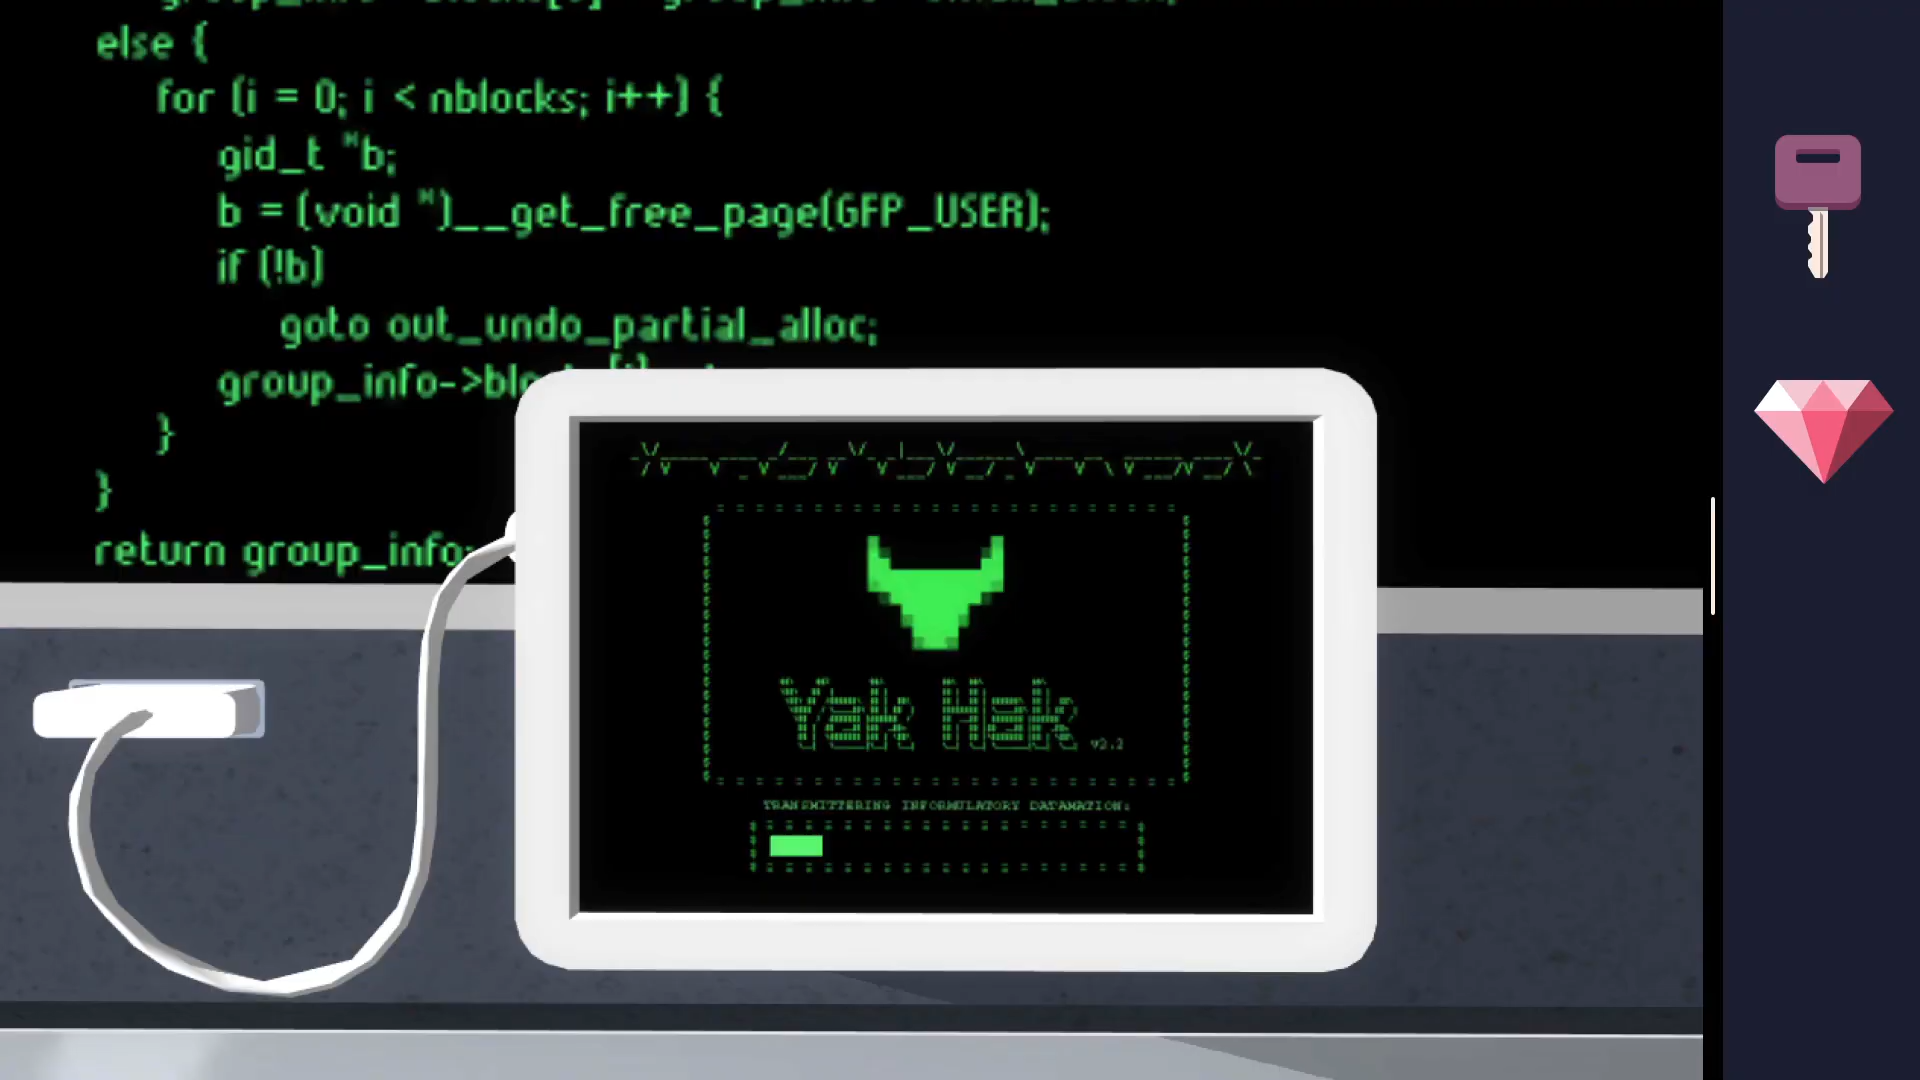 else {
for (i = 0; i < nblocks; i++) {
gid_t *b;
b = (void *)__get_free_page(GFP_USER);
if (!b)
goto out_undo_partial_alloc;
group_info->blocks[i]
}
}
return group_info;
Yak Hak v2.2
TRANSMITTERING INFORMULATORY DATAMATION: